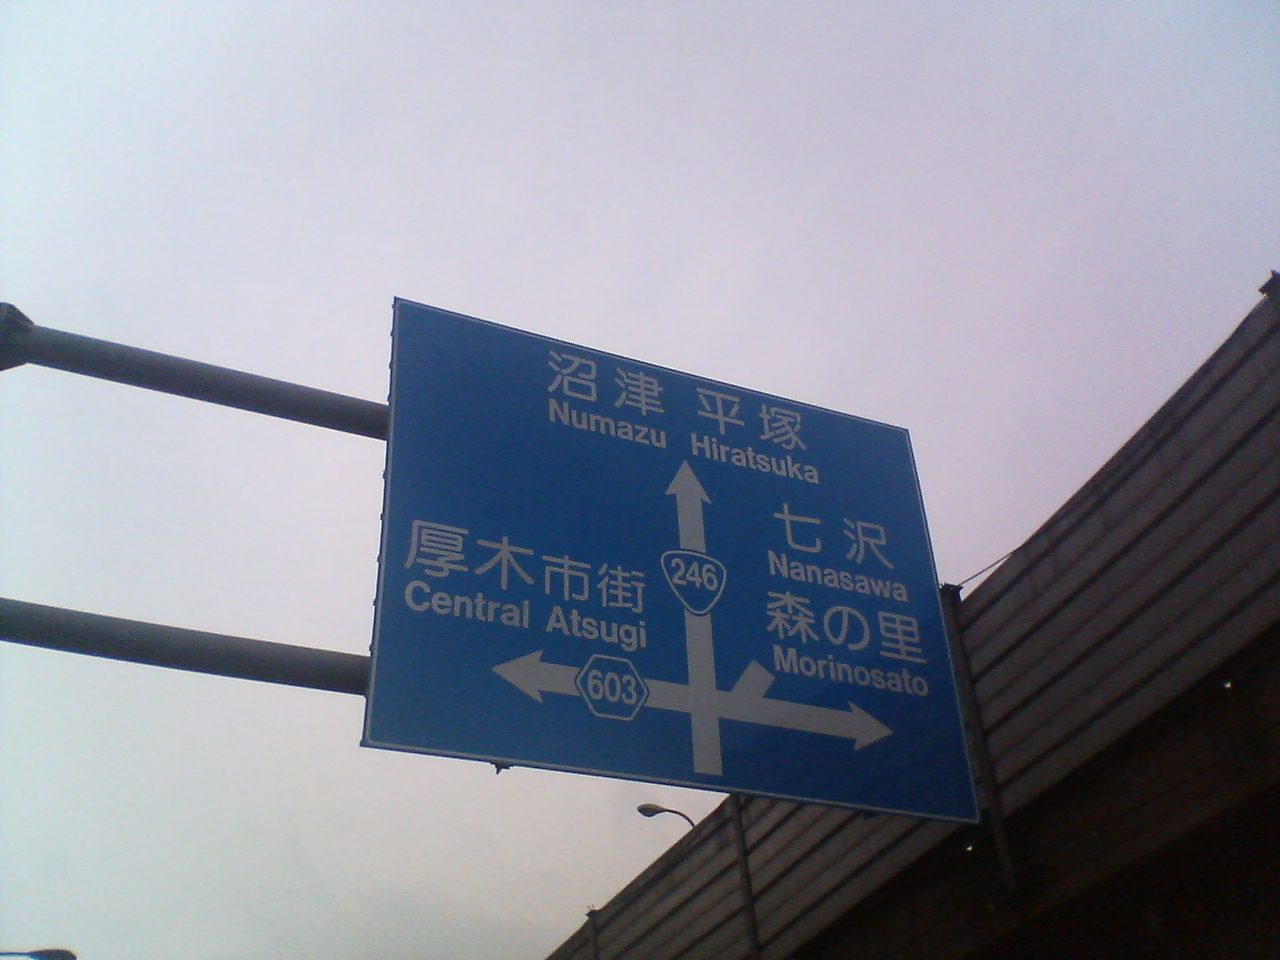 沼津 平塚
Numazu Hiratsuka
七沢
Nanasawa
厚木市街
Central Atsugi
246
森の里
Morinosato
603